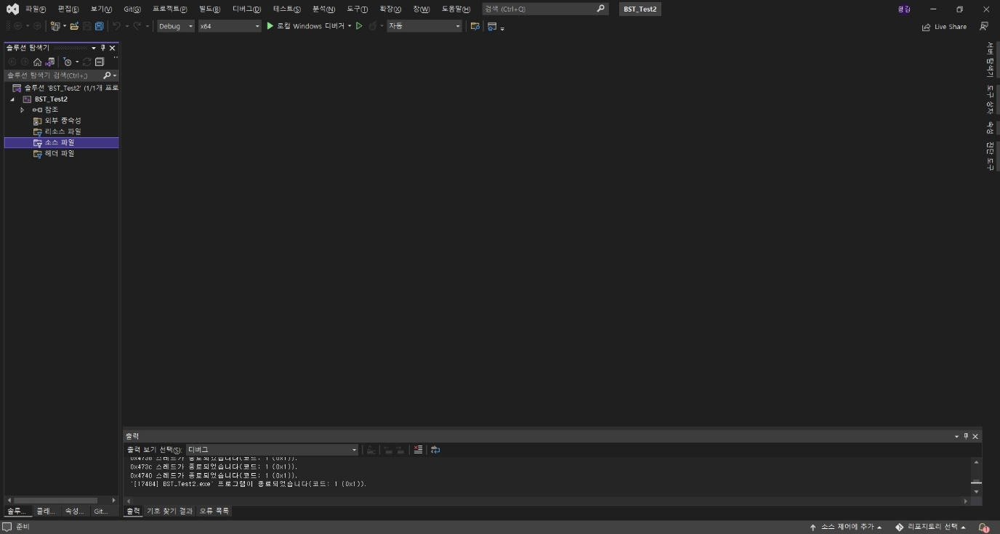 파일(F) 편집(E) 보기(V) Git(G) 프로젝트(P) 빌드(B) 디버그(D) 테스트(S) 분석(N) 도구(T) 확장(X) 창(W) 도움말(H) 검색 (Ctrl+Q) BST_Test2
Debug x64 로컬 Windows 디버거 자동 Live Share
솔루션 탐색기
솔루션 탐색기 검색(Ctrl+;)
솔루션 'BST_Test2' (1/1개 프로
BST_Test2
참조
외부 종속성
리소스 파일
소스 파일
헤더 파일
서버 탐색기
도구 상자
속성
진단 도구
출력
출력 보기 선택(S): 디버그
0x4738 스레드가 종료되었습니다(코드: 1 (0x1)).
0x473c 스레드가 종료되었습니다(코드: 1 (0x1)).
0x4740 스레드가 종료되었습니다(코드: 1 (0x1)).
'[17484] BST_Test2.exe' 프로그램이 종료되었습니다(코드: 1 (0x1)).
솔루... 클래... 속성... Git...
출력 기호 찾기 결과 오류 목록
준비 소스 제어에 추가 리포지토리 선택 1